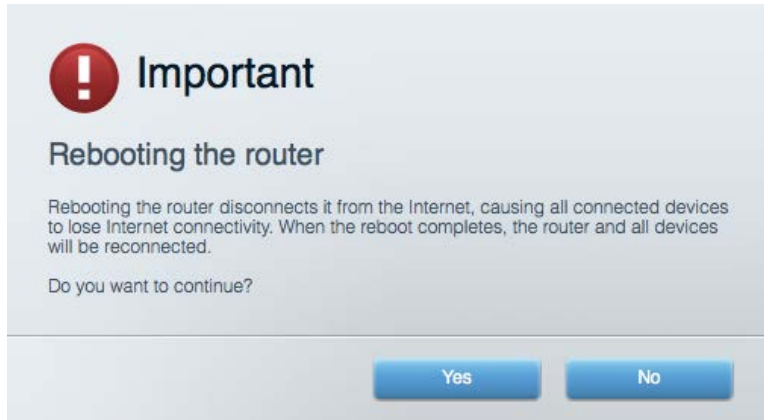 Important
Rebooting the router
Rebooting the router disconnects it from the Internet, causing all connected devices
to lose Internet connectivity. When the reboot completes, the router and all devices
will be reconnected.
Do you want to continue?
Yes
No